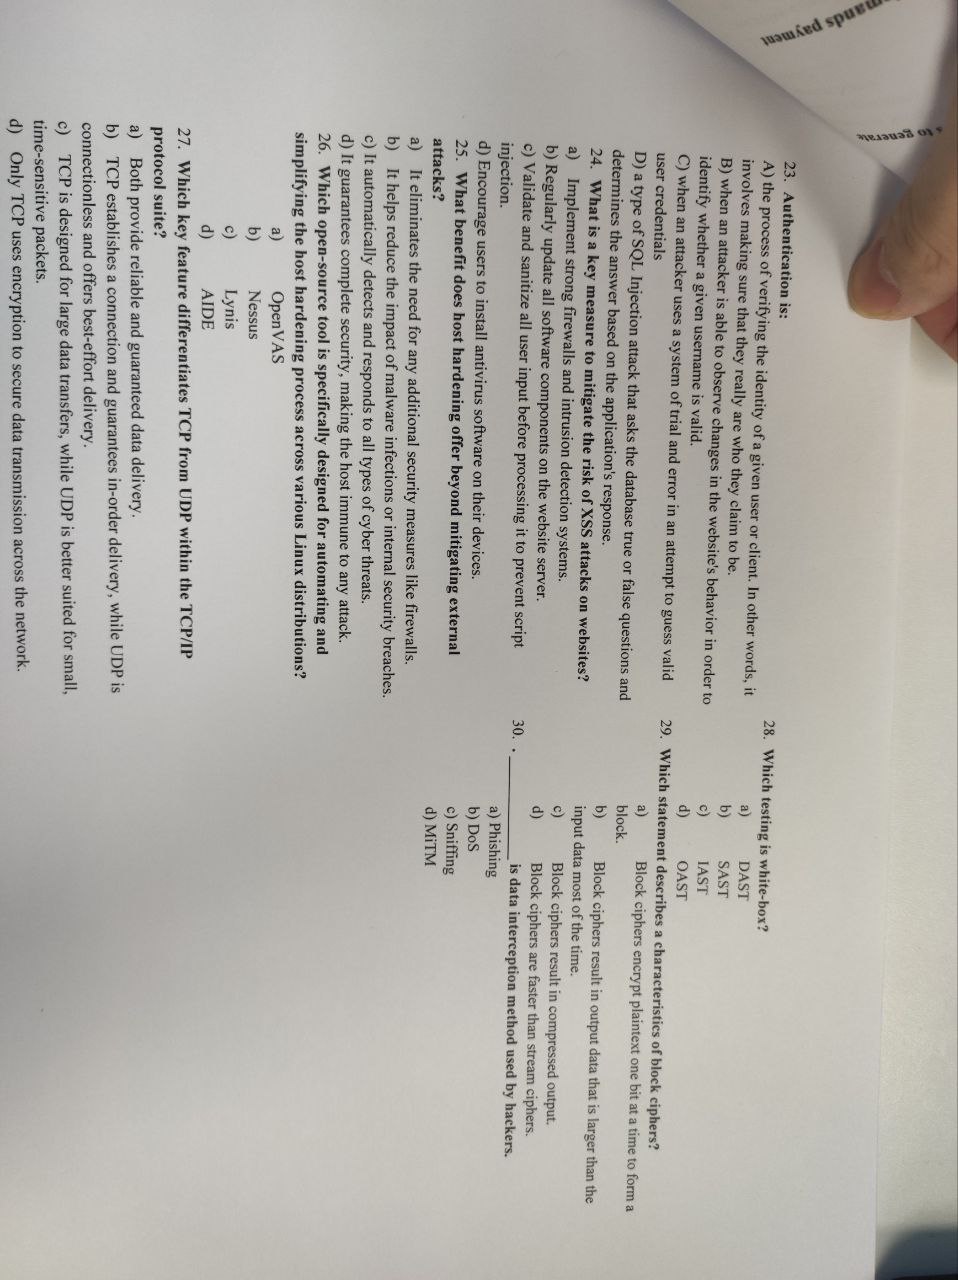 s to generate
mands payment
23. Authentication is:
A) the process of verifying the identity of a given user or client. In other words, it
involves making sure that they really are who they claim to be.
B) when an attacker is able to observe changes in the website's behavior in order to
identify whether a given username is valid.
C) when an attacker uses a system of trial and error in an attempt to guess valid
user credentials
D) a type of SQL Injection attack that asks the database true or false questions and
determines the answer based on the application's response.
24. What is a key measure to mitigate the risk of XSS attacks on websites?
a) Implement strong firewalls and intrusion detection systems.
b) Regularly update all software components on the website server.
c) Validate and sanitize all user input before processing it to prevent script
injection.
d) Encourage users to install antivirus software on their devices.
25. What benefit does host hardening offer beyond mitigating external
attacks?
a) It eliminates the need for any additional security measures like firewalls.
b) It helps reduce the impact of malware infections or internal security breaches.
c) It automatically detects and responds to all types of cyber threats.
d) It guarantees complete security, making the host immune to any attack.
26. Which open-source tool is specifically designed for automating and
simplifying the host hardening process across various Linux distributions?
a) OpenVAS
b) Nessus
c) Lynis
d) AIDE
27. Which key feature differentiates TCP from UDP within the TCP/IP
protocol suite?
a) Both provide reliable and guaranteed data delivery.
b) TCP establishes a connection and guarantees in-order delivery, while UDP is
connectionless and offers best-effort delivery.
c) TCP is designed for large data transfers, while UDP is better suited for small,
time-sensitive packets.
d) Only TCP uses encryption to secure data transmission across the network.
28. Which testing is white-box?
a) DAST
b) SAST
c) IAST
d) OAST
29. Which statement describes a characteristics of block ciphers?
a) Block ciphers encrypt plaintext one bit at a time to form a
block.
b) Block ciphers result in output data that is larger than the
input data most of the time.
c) Block ciphers result in compressed output.
d) Block ciphers are faster than stream ciphers.
30. . ____________ is data interception method used by hackers.
a) Phishing
b) DoS
c) Sniffing
d) MiTM